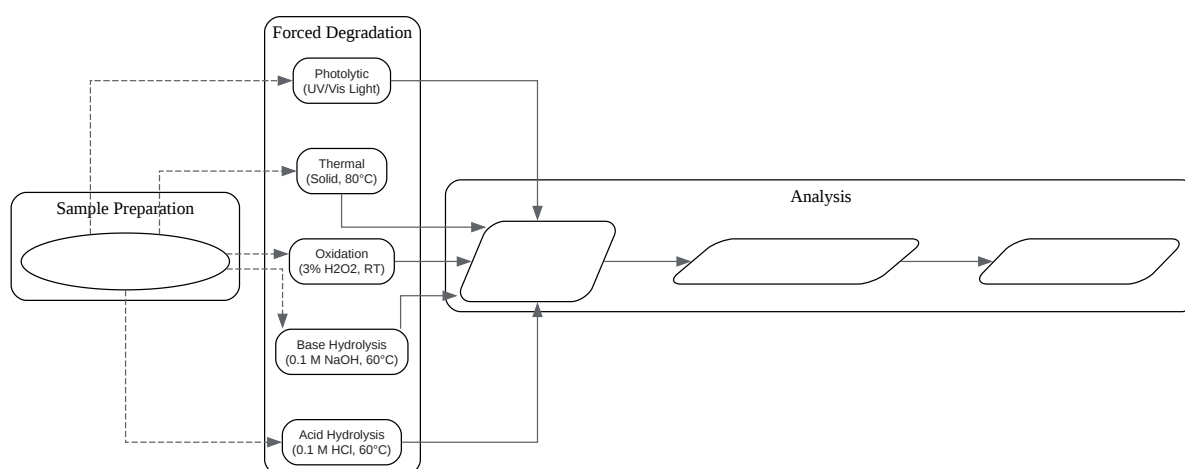 Forced Degradation
Photolytic
(UV/Vis Light)
Thermal
(Solid, 80°C)
Sample Preparation
Analysis
Oxidation
(3% H2O2, RT)
Base Hydrolysis
(0.1 M NaOH, 60°C)
Acid Hydrolysis
(0.1 M HCl, 60°C)